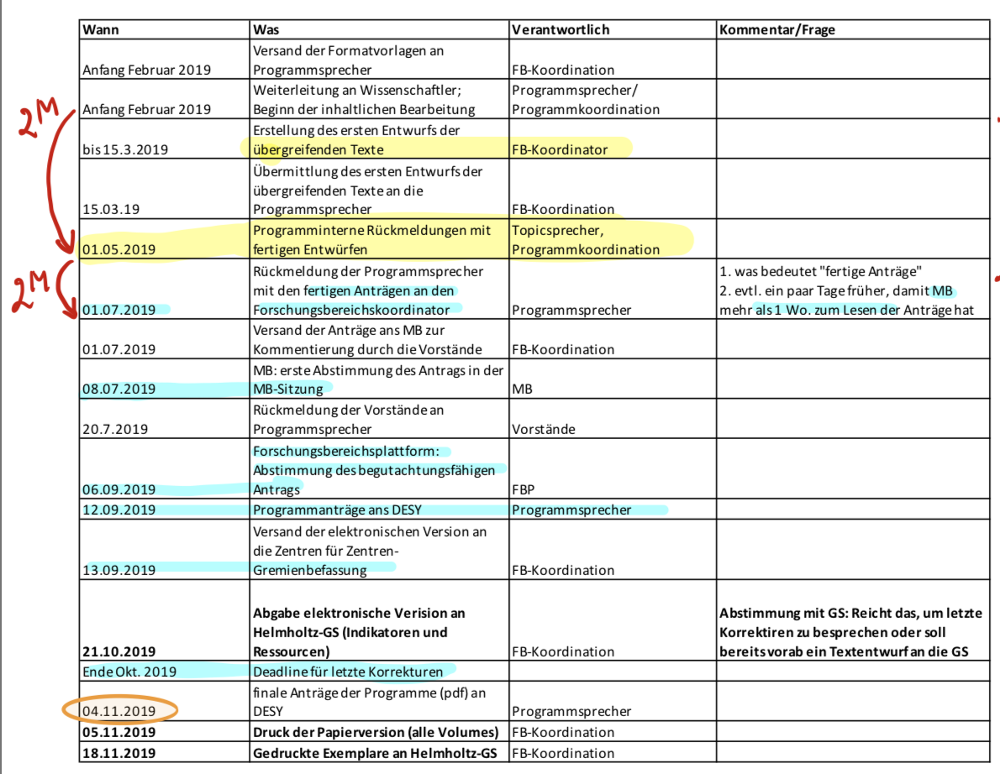 Wann Was Verantwortlich Kommentar/Frage
Versand der Formatvorlagen an
Anfang Februar 2019 Programmsprecher FB-Koordination
Weiterleitung an Wissenschaftler; Programmsprecher/
Anfang Februar 2019 Beginn der inhaltlichen Bearbeitung Programmkoordination
2M
Erstellung des ersten Entwurfs der
bis 15.3.2019 übergreifenden Texte FB-Koordinator
Übermittlung des ersten Entwurfs der
übergreifenden Texte an die
15.03.19 Programmsprecher FB-Koordination
Programminterne Rückmeldungen mit Topicsprecher,
01.05.2019 fertigen Entwürfen Programmkoordination
2M
Rückmeldung der Programmsprecher 1. was bedeutet "fertige Anträge"
mit den fertigen Anträgen an den 2. evtl. ein paar Tage früher, damit MB
01.07.2019 Forschungsbereichskoordinator Programmsprecher mehr als 1 Wo. zum Lesen der Anträge hat
Versand der Anträge ans MB zur
01.07.2019 Kommentierung durch die Vorstände FB-Koordination
MB: erste Abstimmung des Antrags in der
08.07.2019 MB-Sitzung MB
Rückmeldung der Vorstände an
20.7.2019 Programmsprecher Vorstände
Forschungsbereichsplattform:
Abstimmung des begutachtungsfähigen
06.09.2019 Antrags FBP
12.09.2019 Programmanträge ans DESY Programmsprecher
Versand der elektronischen Version an
die Zentren für Zentren-
13.09.2019 Gremienbefassung FB-Koordination
Abgabe elektronische Verision an Abstimmung mit GS: Reicht das, um letzte
Helmholtz-GS (Indikatoren und Korrektiren zu besprechen oder soll
21.10.2019 Ressourcen) FB-Koordination bereits vorab ein Textentwurf an die GS
Ende Okt. 2019 Deadline für letzte Korrekturen
finale Anträge der Programme (pdf) an
04.11.2019 DESY Programmsprecher
05.11.2019 Druck der Papierversion (alle Volumes) FB-Koordination
18.11.2019 Gedruckte Exemplare an Helmholtz-GS FB-Koordination